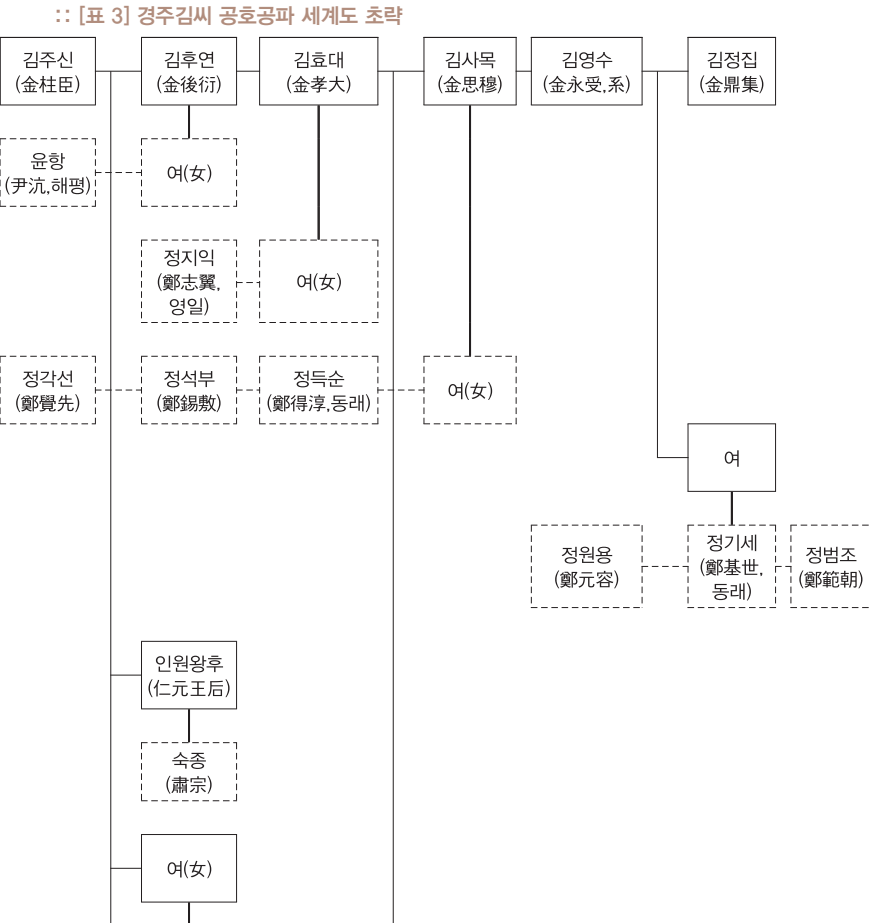 :: [표 3] 경주김씨 공호공파 세계도 초략
김주신
(金柱臣)
김후연
(金後衍)
김효대
(金孝大)
김사목
(金思穆)
김영수
(金永受,系)
김정집
(金鼎集)
윤항
(尹沆,해평)
여(女)
정지익
(鄭志翼,
영일)
여(女)
정각선
(鄭覺先)
정석부
(鄭錫敷)
정득순
(鄭得淳,동래)
여(女)
여
정원용
(鄭元容)
정기세
(鄭基世,
동래)
정범조
(鄭範朝)
인원왕후
(仁元王后)
숙종
(肅宗)
여(女)